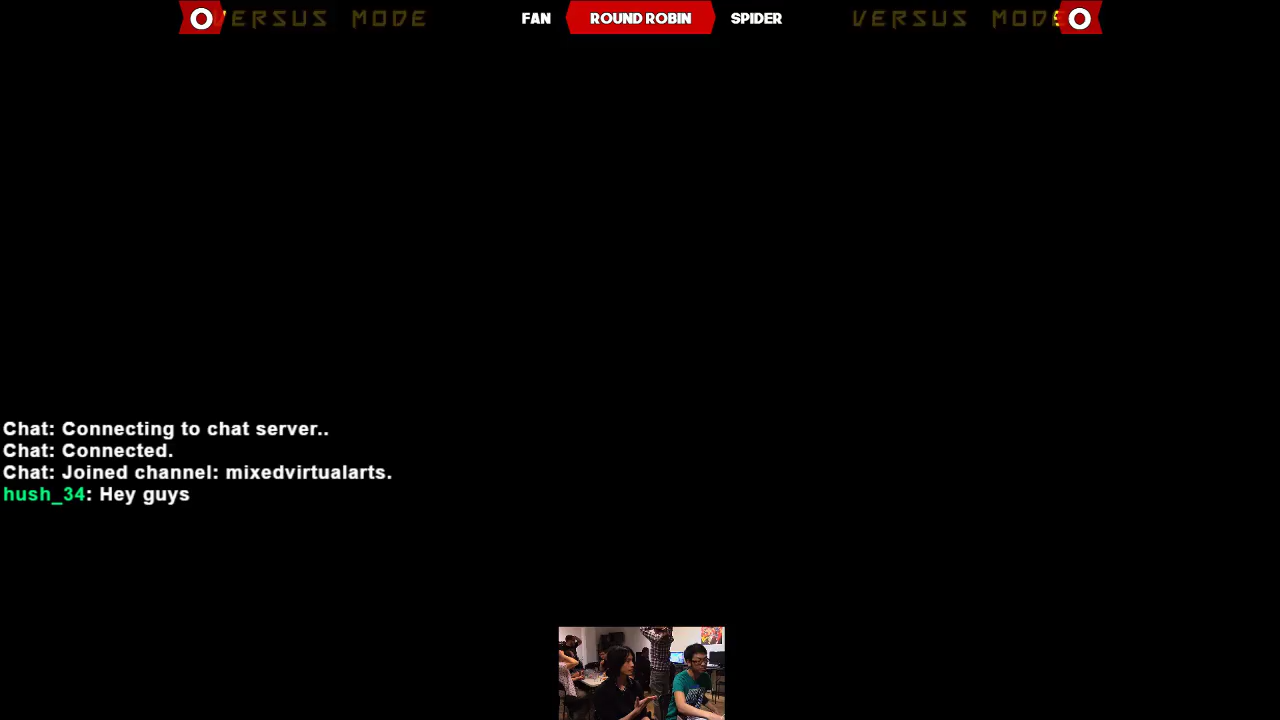 VERSUS MODE
FAN
ROUND ROBIN
SPIDER
VERSUS MODE
Chat: Connecting to chat server..
Chat: Connected.
Chat: Joined channel: mixedvirtualarts.
hush_34: Hey guys